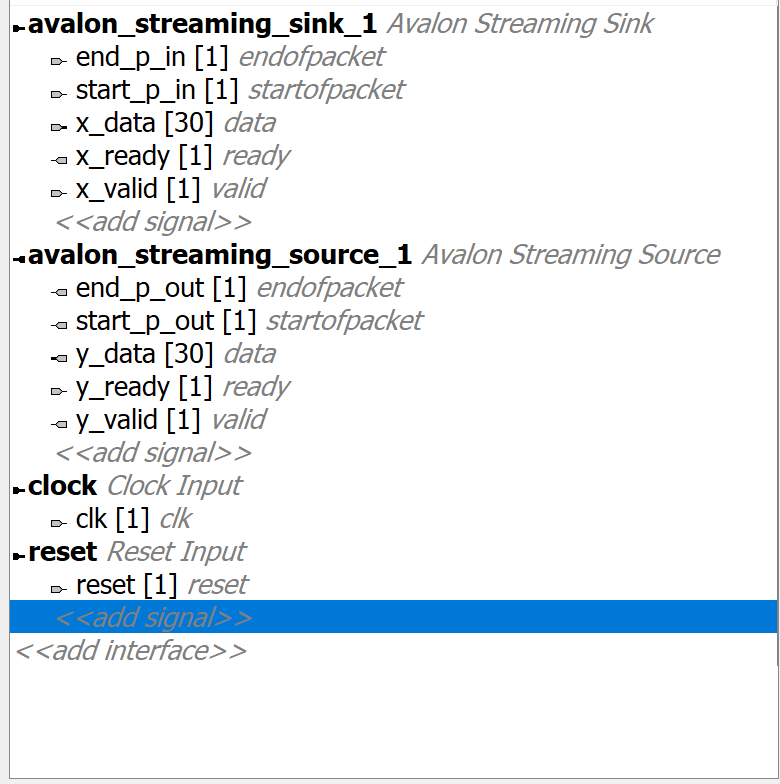 avalon_streaming_sink_1 Avalon Streaming Sink
end_p_in [1] endofpacket
start_p_in [1] startofpacket
x_data [30] data
x_ready [1] ready
x_valid [1] valid
<<add signal>>
avalon_streaming_source_1 Avalon Streaming Source
end_p_out [1] endofpacket
start_p_out [1] startofpacket
y_data [30] data
y_ready [1] ready
y_valid [1] valid
<<add signal>>
clock Clock Input
clk [1] clk
reset Reset Input
reset [1] reset
<<add signal>>
<<add interface>>